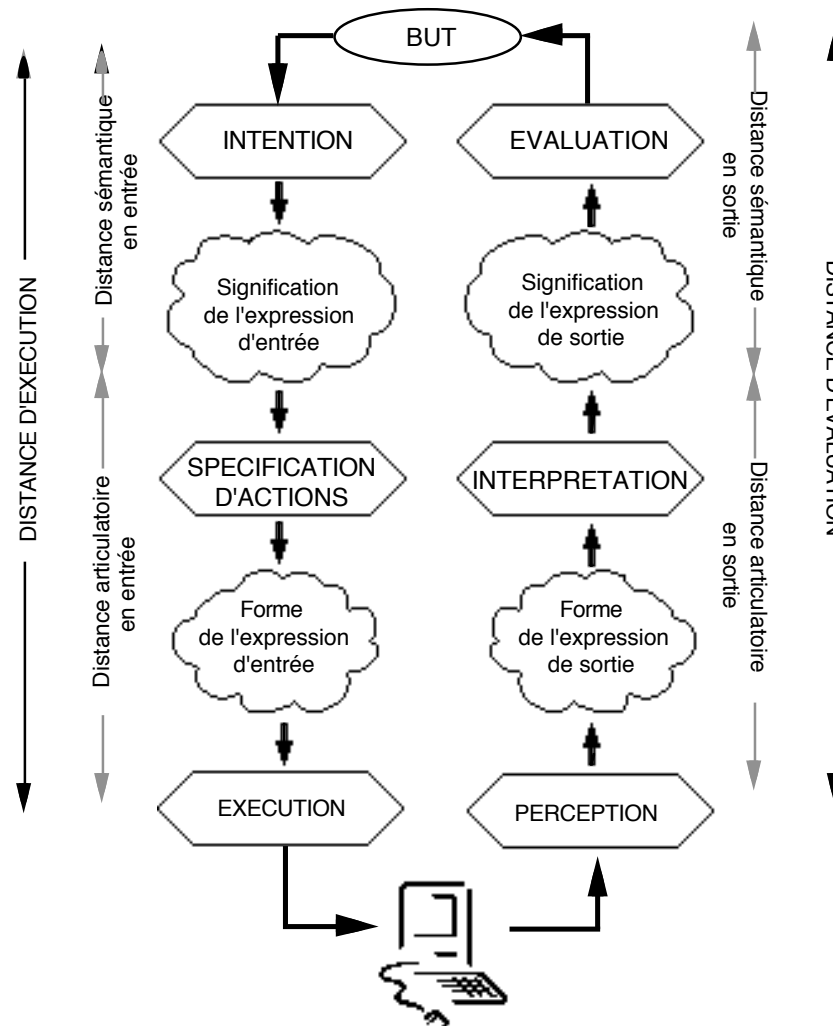 BUT
INTENTION
EVALUATION
Distance sémantique
en entrée
Distance sémantique
en sortie
Signification
de l'expression
d'entrée
Signification
de l'expression
de sortie
DISTANCE D'EXECUTION
DISTANCE D'EVALUATION
SPECIFICATION
D'ACTIONS
INTERPRETATION
Distance articulatoire
en entrée
Distance articulatoire
en sortie
Forme
de l'expression
d'entrée
Forme
de l'expression
de sortie
EXECUTION
PERCEPTION